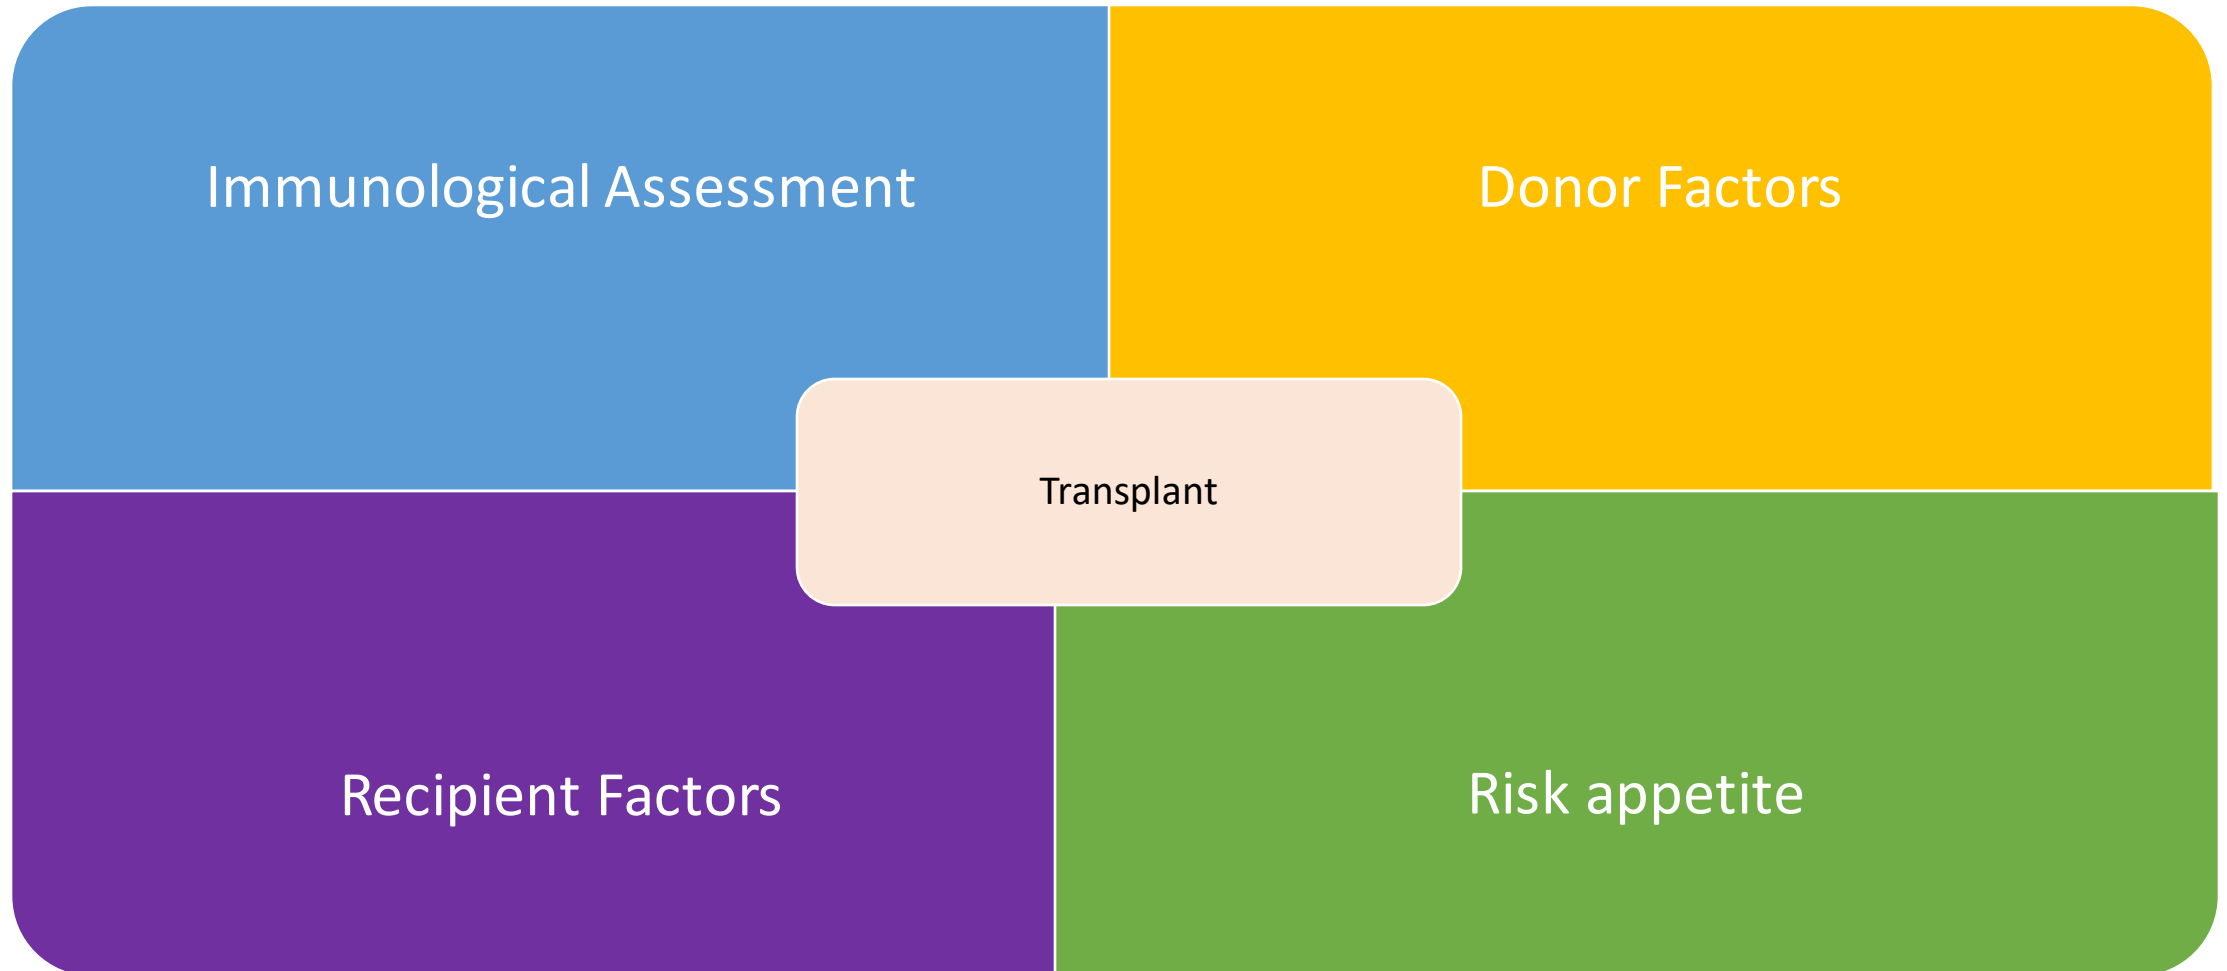 Immunological Assessment
Donor Factors
Transplant
Recipient Factors
Risk appetite